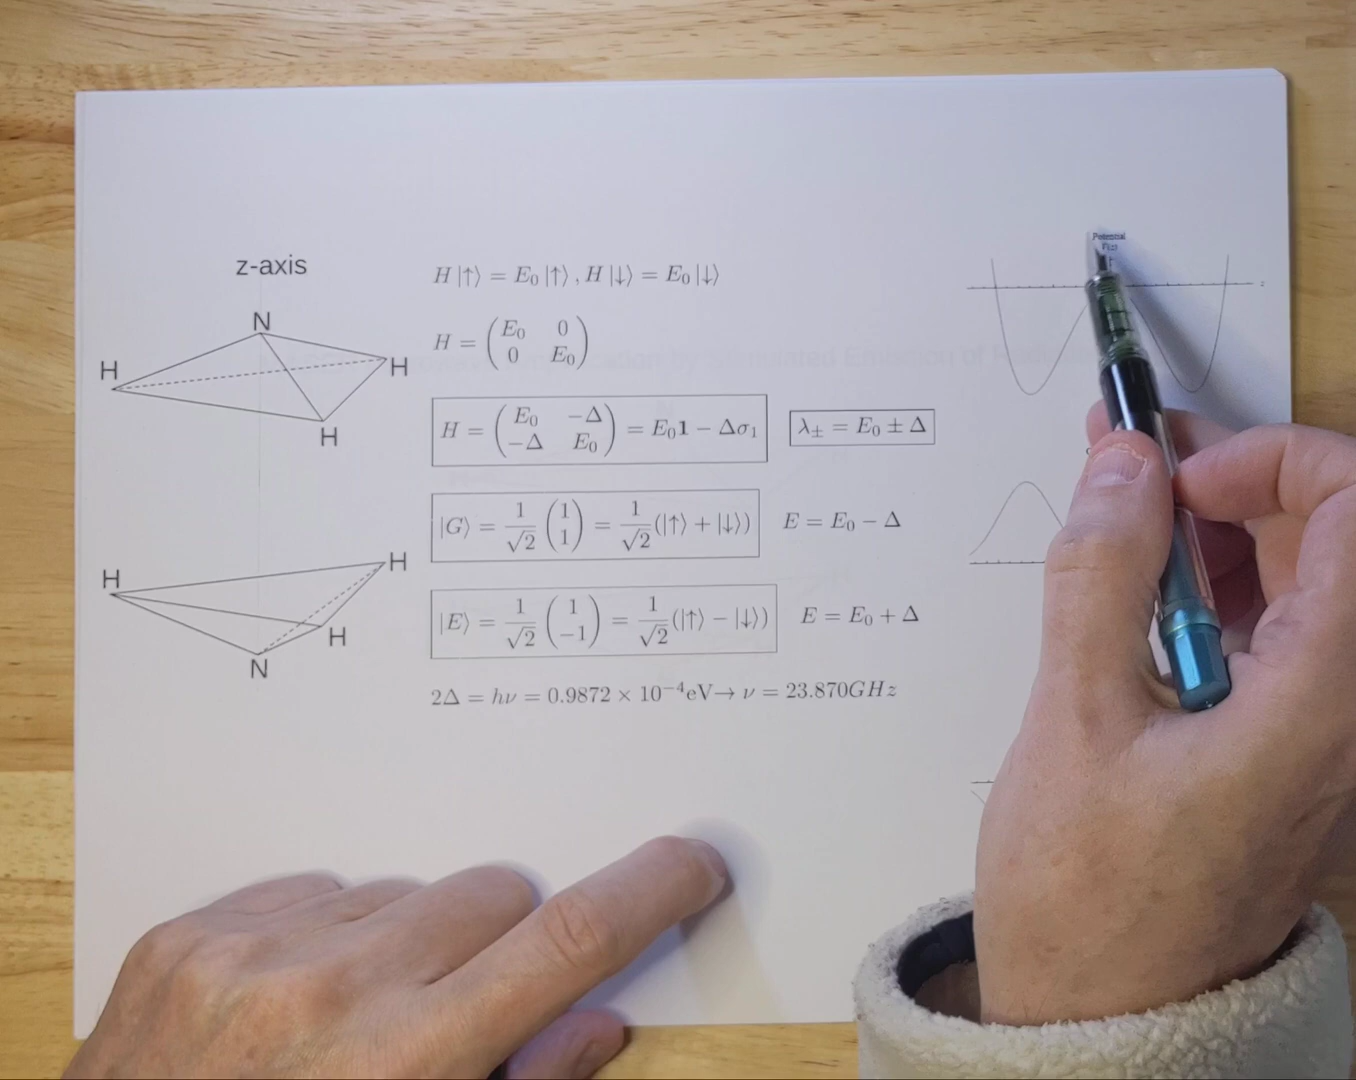 z-axis
N
H
H
H
H
H
H
N
H |↑⟩ = E₀ |↑⟩ , H |↓⟩ = E₀ |↓⟩
H = ( E₀ 0
0 E₀ )
H = ( E₀ −Δ
−Δ E₀ ) = E₀1 − Δσ₁
λ± = E₀ ± Δ
|G⟩ = 1/√2 ( 1
1 ) = 1/√2 (|↑⟩ + |↓⟩)
E = E₀ − Δ
|E⟩ = 1/√2 ( 1
−1 ) = 1/√2 (|↑⟩ − |↓⟩)
E = E₀ + Δ
2Δ = hν = 0.9872 × 10⁻⁴eV→ ν = 23.870GHz
Potential
z